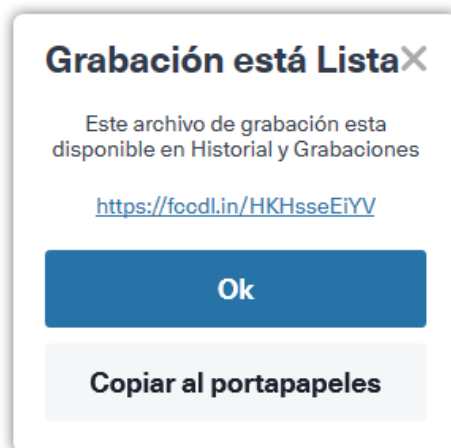 Grabación está Lista
Este archivo de grabación esta
disponible en Historial y Grabaciones
https://fccdl.in/HKHsseEiYV
Ok
Copiar al portapapeles